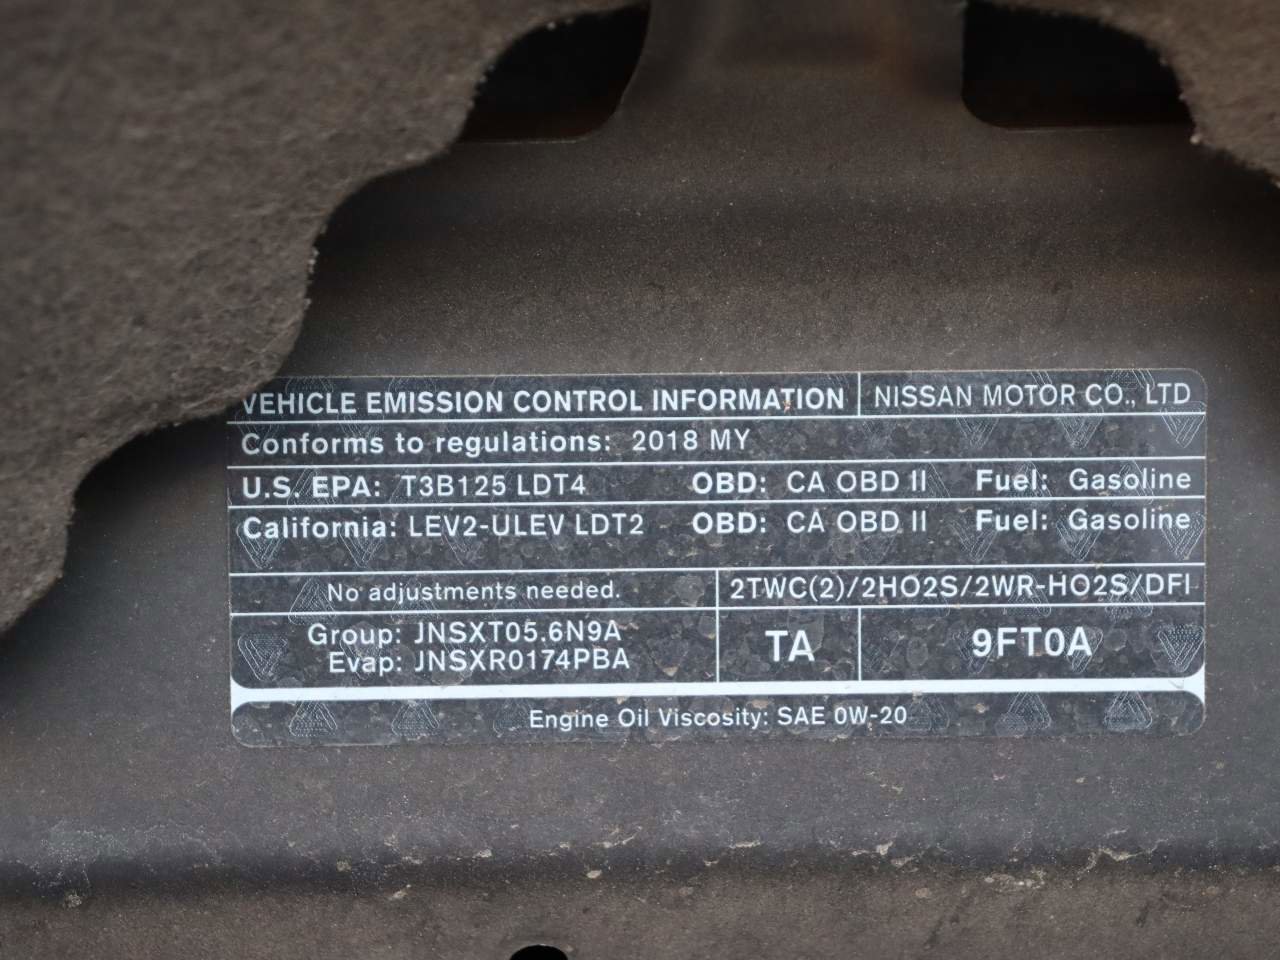 VEHICLE EMISSION CONTROL INFORMATION NISSAN MOTOR CO., LTD
Conforms to regulations: 2018 MY
U.S. EPA: T3B125 LDT4 OBD: CA OBD II Fuel: Gasoline
California: LEV2-ULEV LDT2 OBD: CA OBD II Fuel: Gasoline
No adjustments needed. 2TWC(2)/2HO2S/2WR-HO2S/DFI
Group: JNSXT05.6N9A
Evap: JNSXR0174PBA
TA 9FT0A
Engine Oil Viscosity: SAE 0W-20